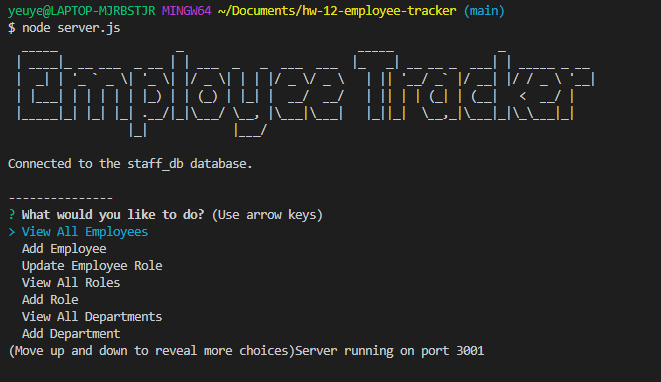 yeuye@LAPTOP-MJRBSTJR MINGW64 ~/Documents/hw-12-employee-tracker (main)
$ node server.js
Employee Tracker
Connected to the staff_db database.
---------------
? What would you like to do? (Use arrow keys)
> View All Employees
Add Employee
Update Employee Role
View All Roles
Add Role
View All Departments
Add Department
(Move up and down to reveal more choices)Server running on port 3001